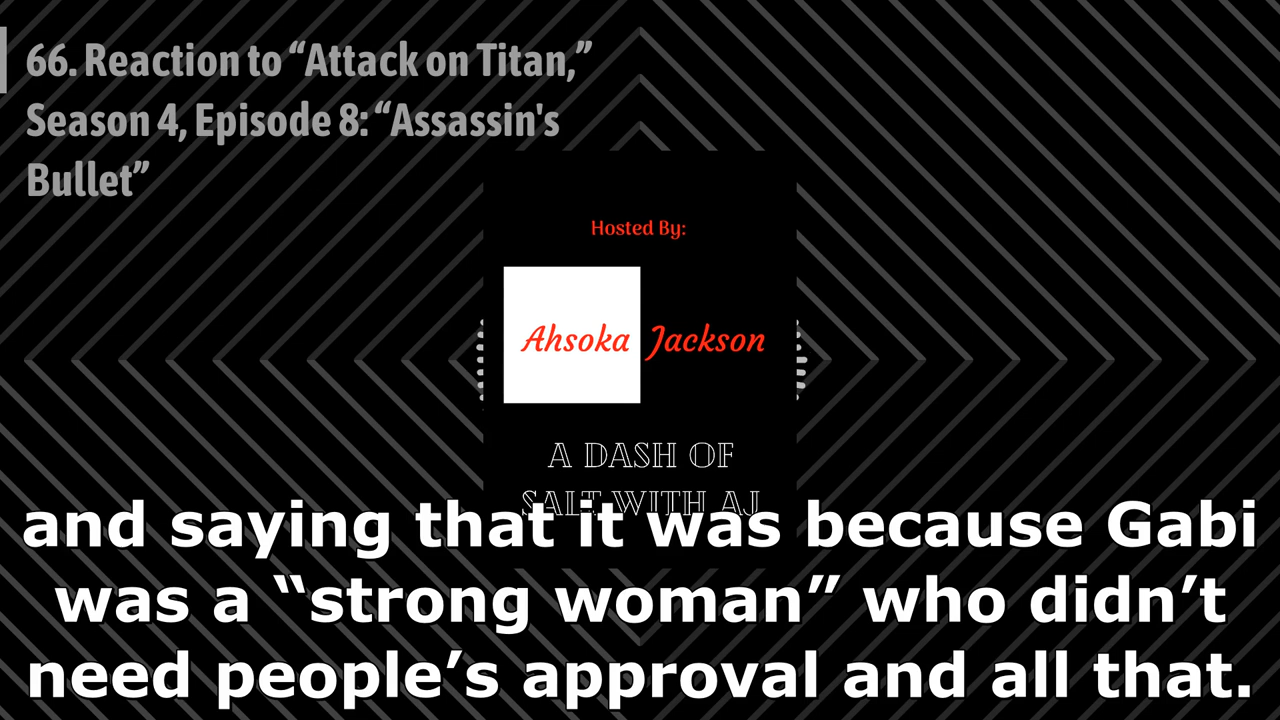 66. Reaction to “Attack on Titan,”
Season 4, Episode 8: “Assassin's
Bullet”
Hosted By:
Ahsoka Jackson
A DASH OF
SALT WITH AJ
and saying that it was because Gabi
was a “strong woman” who didn’t
need people’s approval and all that.